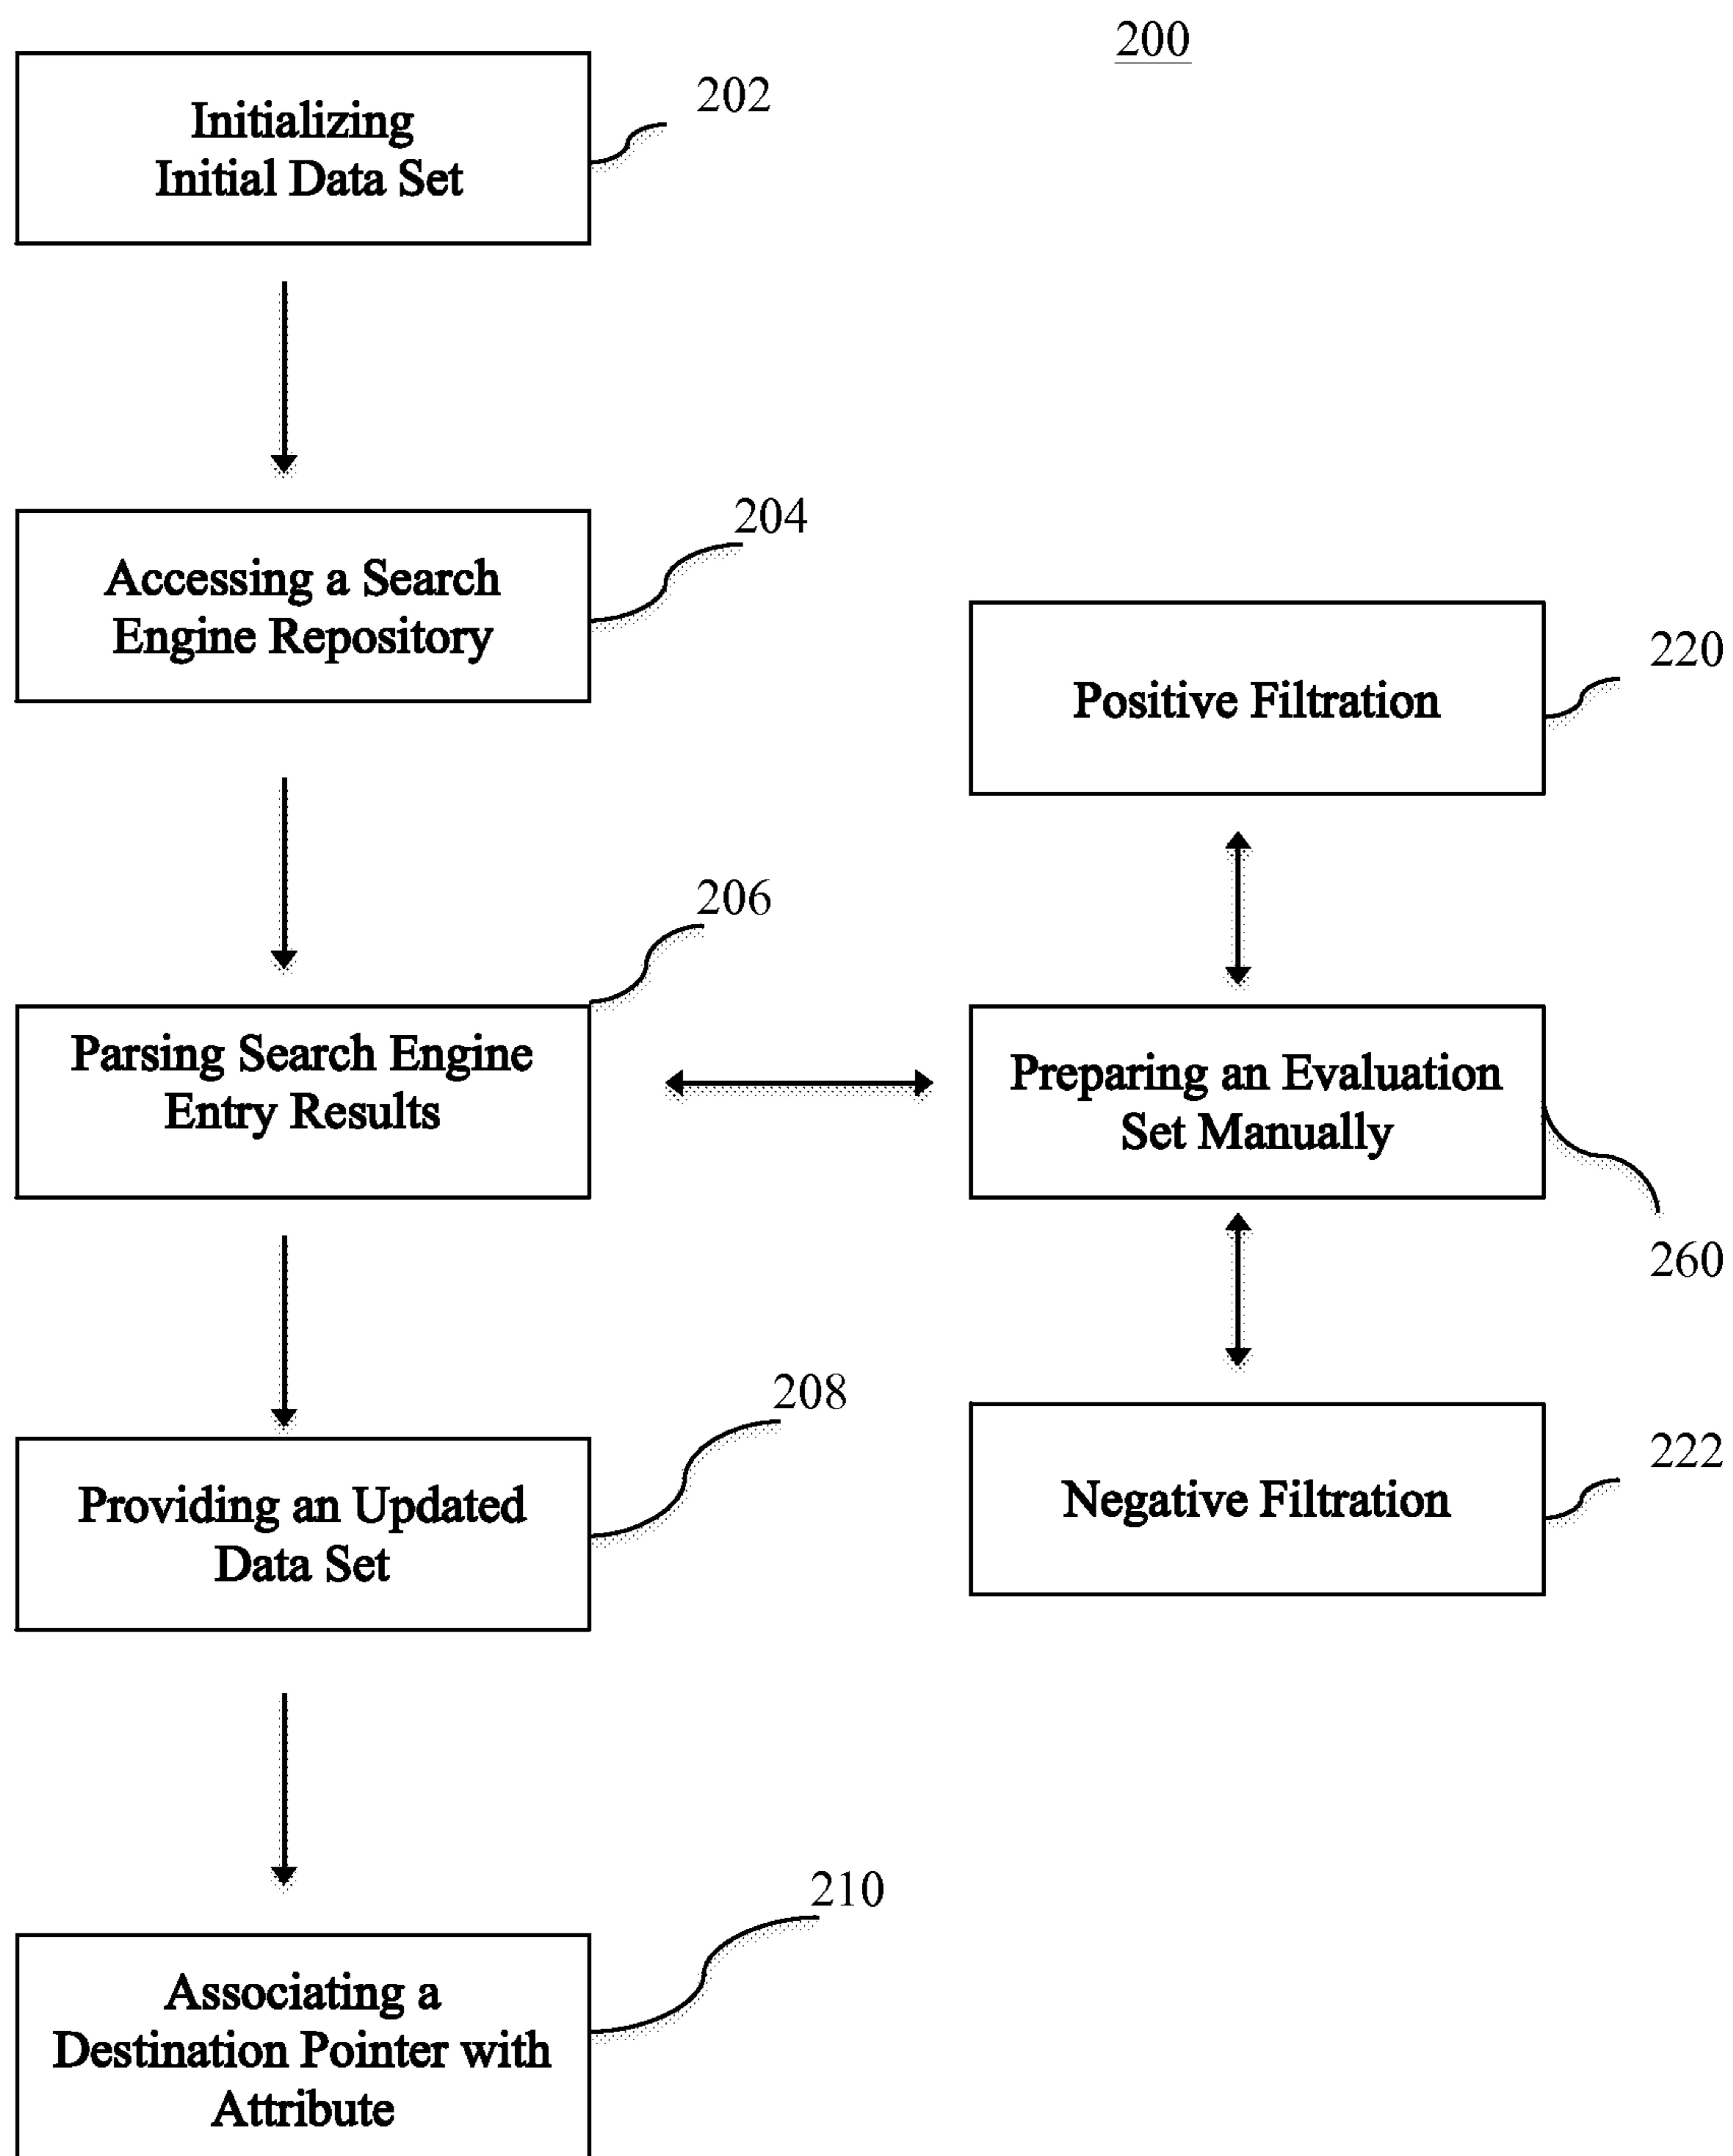 200
Initializing
Initial Data Set
202
Accessing a Search
Engine Repository
204
Positive Filtration
220
206
Parsing Search Engine
Entry Results
Preparing an Evaluation
Set Manually
260
208
Providing an Updated
Data Set
Negative Filtration
222
210
Associating a
Destination Pointer with
Attribute